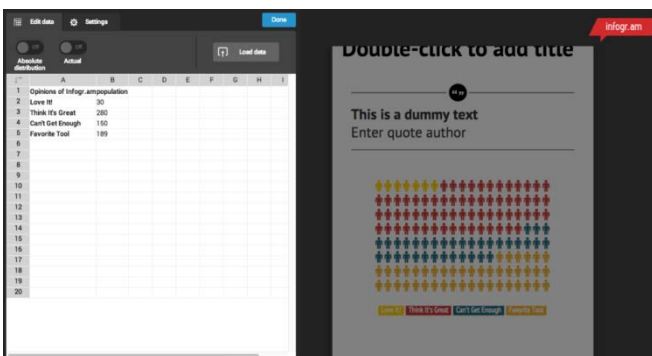 Edit data Settings Done
Off Off
Absolute distribution Actual Load data
A B C D E F G H I
1 Opinions of Infogr.am population
2 Love It! 30
3 Think It's Great 280
4 Can't Get Enough 150
5 Favorite Tool 189
6
7
8
9
10
11
12
13
14
15
16
17
18
19
20
infogr.am
Double-click to add title
This is a dummy text
Enter quote author
Love It! Think It's Great Can't Get Enough Favorite Tool